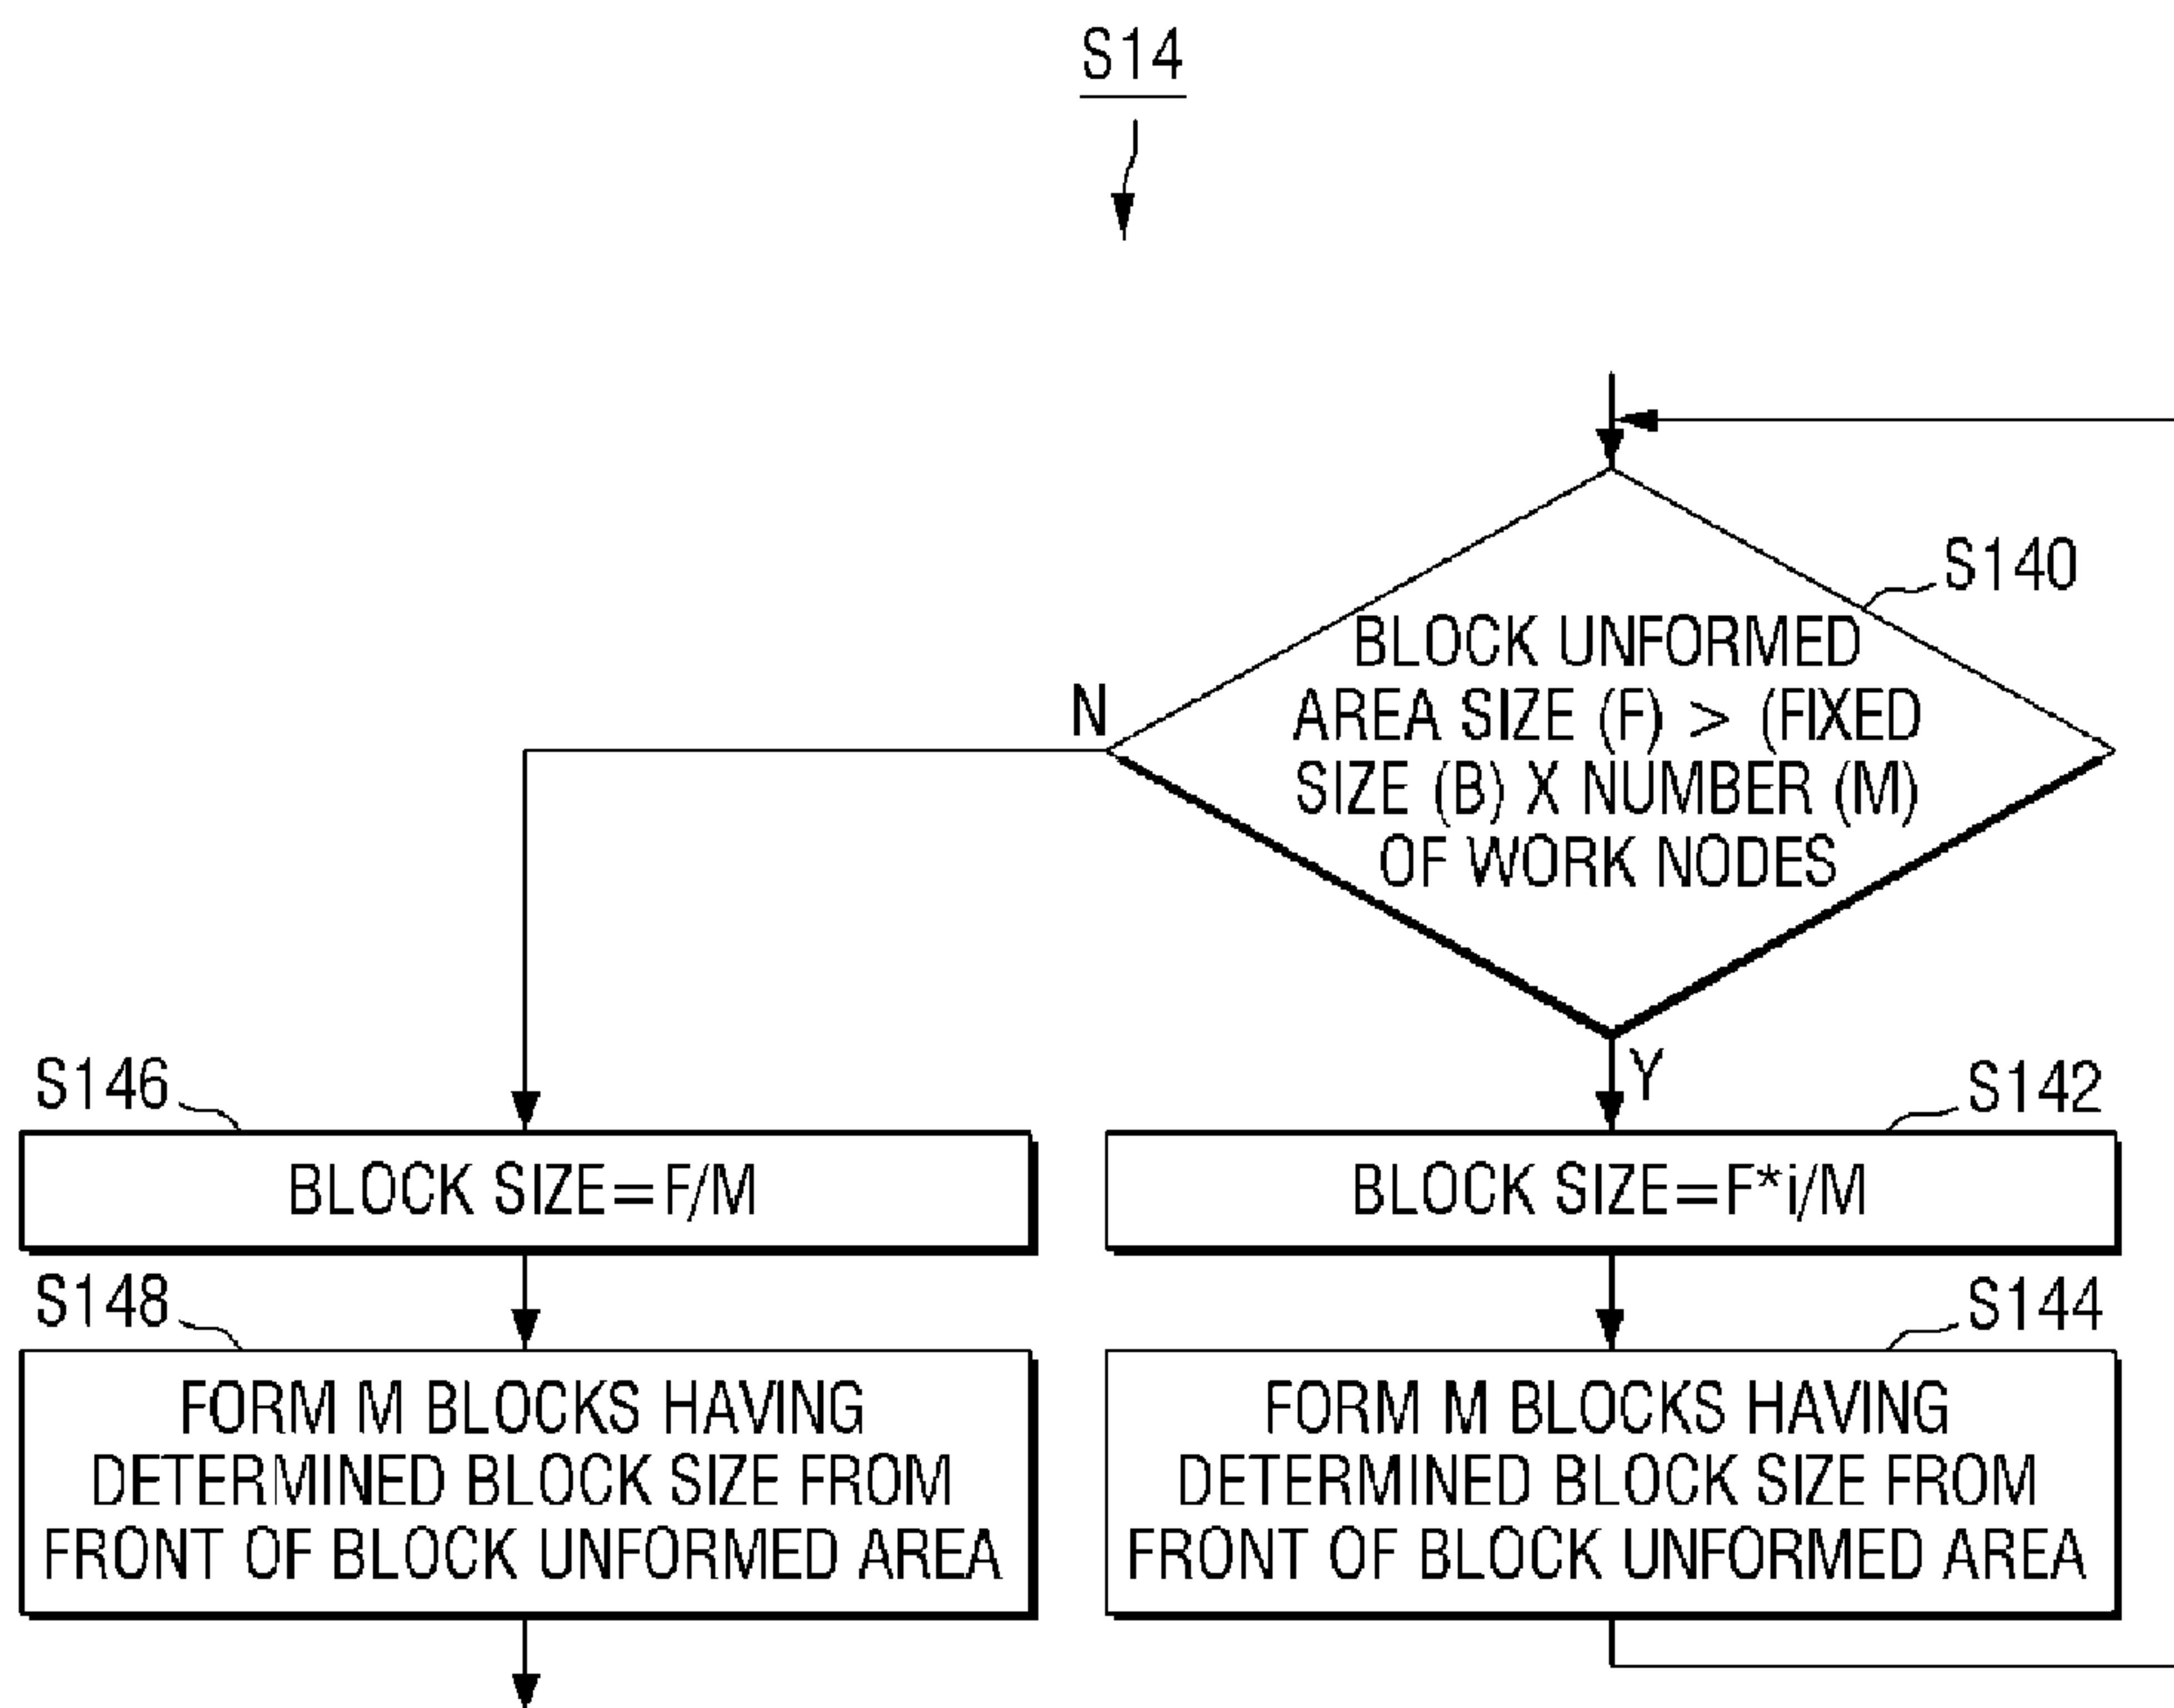 S14
S140
BLOCK UNFORMED
AREA SIZE (F) > (FIXED
SIZE (B) X NUMBER (M)
OF WORK NODES
N
Y
S146
BLOCK SIZE=F/M
S142
BLOCK SIZE=F*i/M
S148
FORM M BLOCKS HAVING
DETERMINED BLOCK SIZE FROM
FRONT OF BLOCK UNFORMED AREA
S144
FORM M BLOCKS HAVING
DETERMINED BLOCK SIZE FROM
FRONT OF BLOCK UNFORMED AREA